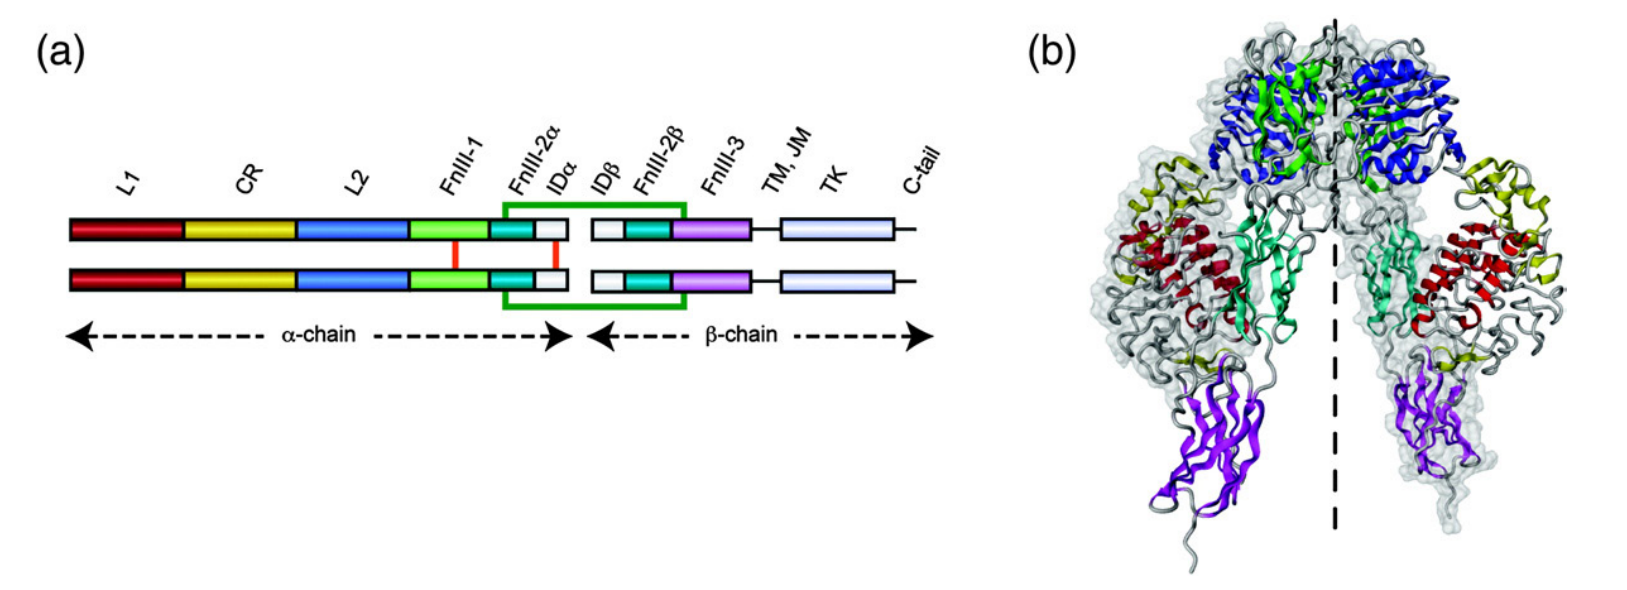 (a)
(b)
L1 CR L2 FnIII-1 FnIII-2α IDα IDβ FnIII-2β FnIII-3 TM, JM TK C-tail
α-chain β-chain